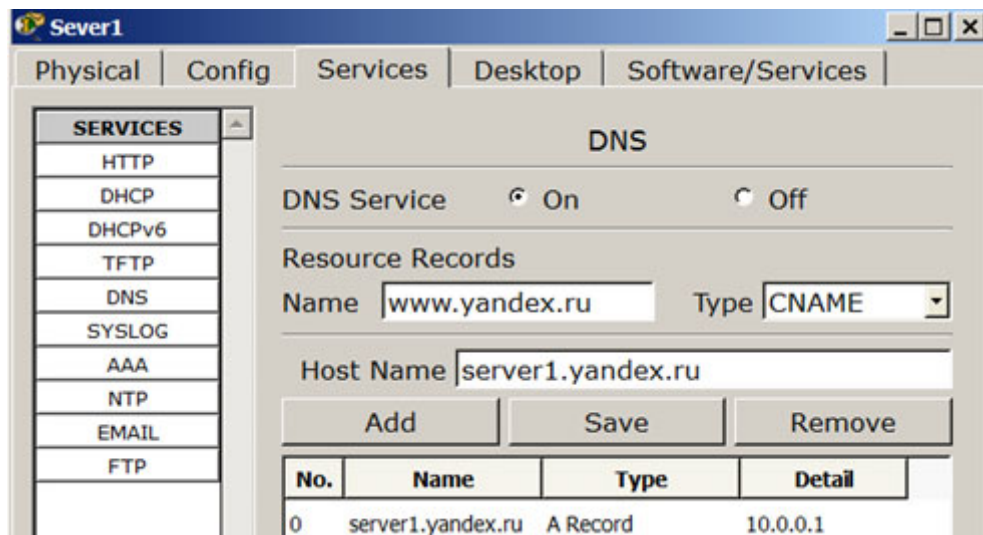 Sever1
Physical Config Services Desktop Software/Services
SERVICES
HTTP
DHCP
DHCPv6
TFTP
DNS
SYSLOG
AAA
NTP
EMAIL
FTP
DNS
DNS Service On Off
Resource Records
Name www.yandex.ru Type CNAME
Host Name server1.yandex.ru
Add Save Remove
No. Name Type Detail
0 server1.yandex.ru A Record 10.0.0.1